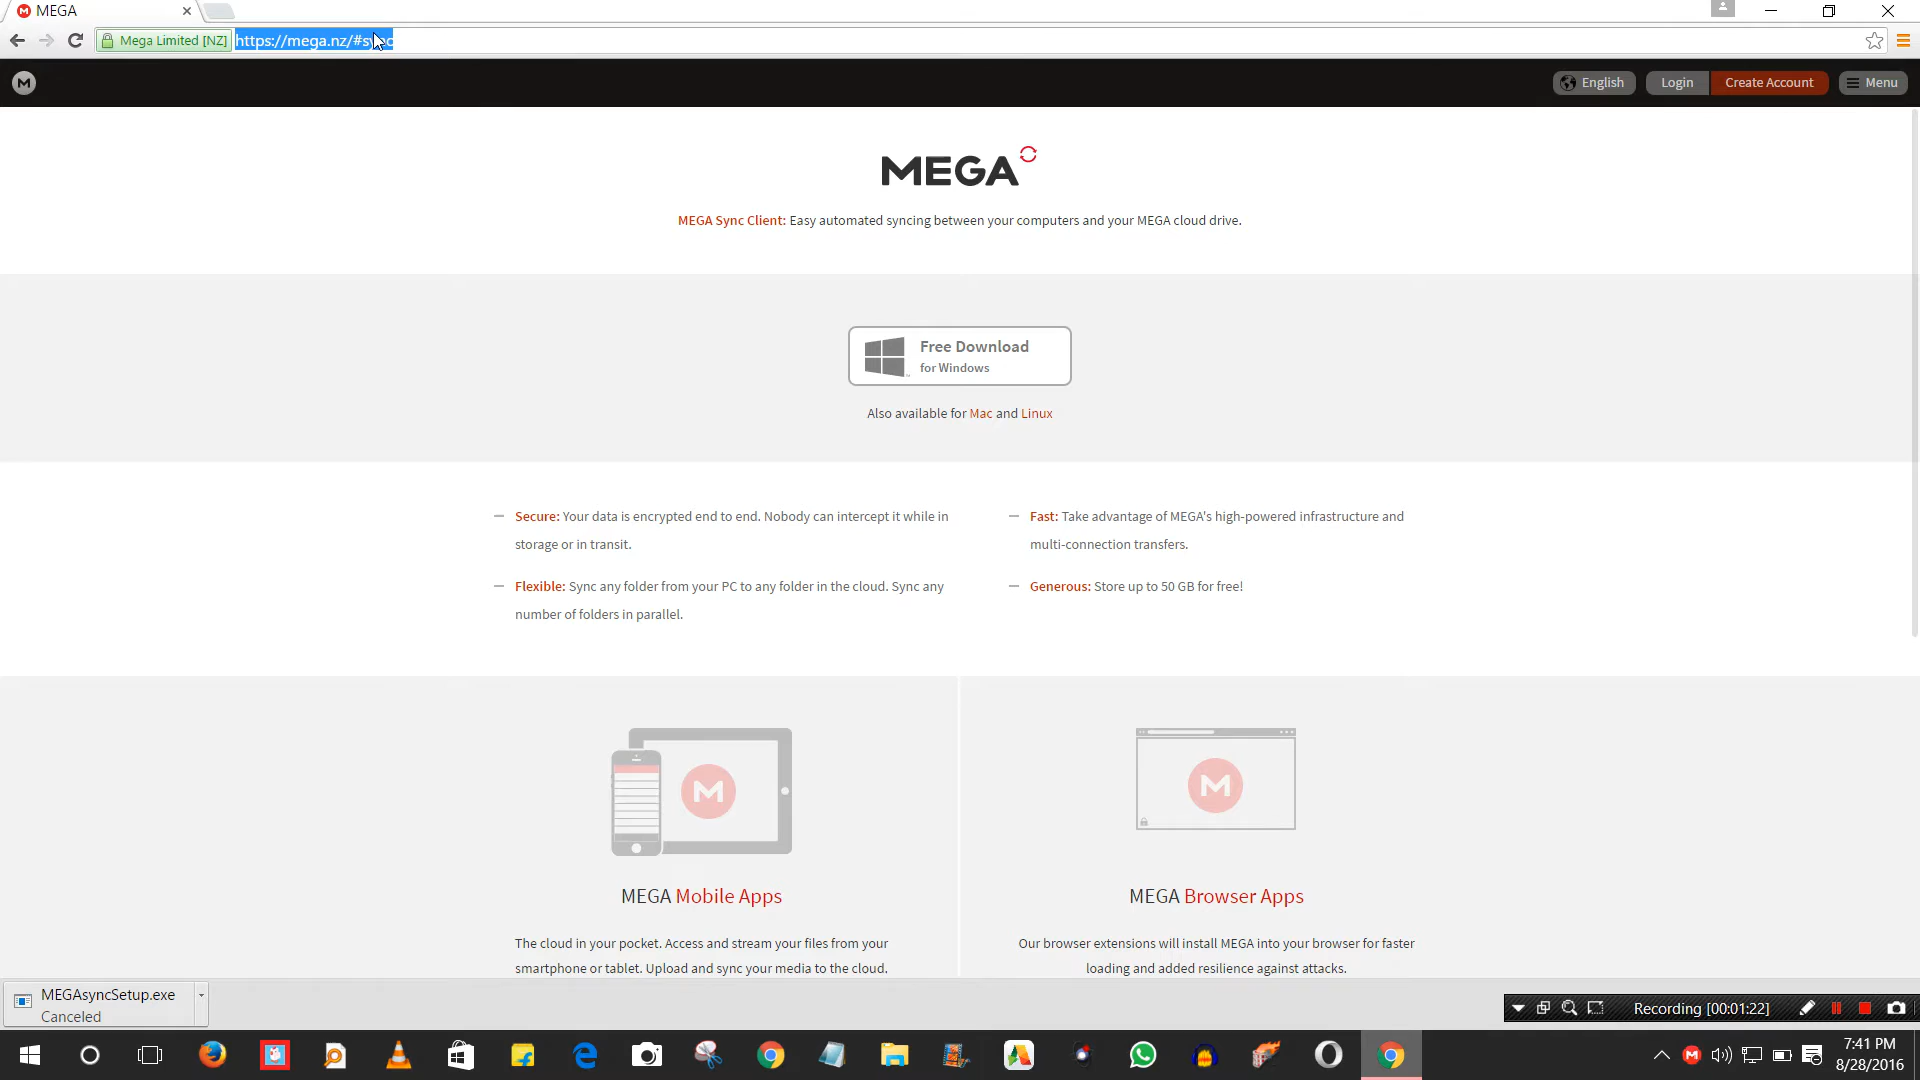 MEGA
Mega Limited [NZ] https://mega.nz/#sync
English Login Create Account Menu
MEGA
MEGA Sync Client: Easy automated syncing between your computers and your MEGA cloud drive.
Free Download
for Windows
Also available for Mac and Linux
Secure: Your data is encrypted end to end. Nobody can intercept it while in
storage or in transit.
Flexible: Sync any folder from your PC to any folder in the cloud. Sync any
number of folders in parallel.
Fast: Take advantage of MEGA's high-powered infrastructure and
multi-connection transfers.
Generous: Store up to 50 GB for free!
MEGA Mobile Apps
The cloud in your pocket. Access and stream your files from your
smartphone or tablet. Upload and sync your media to the cloud.
MEGA Browser Apps
Our browser extensions will install MEGA into your browser for faster
loading and added resilience against attacks.
MEGAsyncSetup.exe
Canceled
Recording [00:01:22]
7:41 PM
8/28/2016